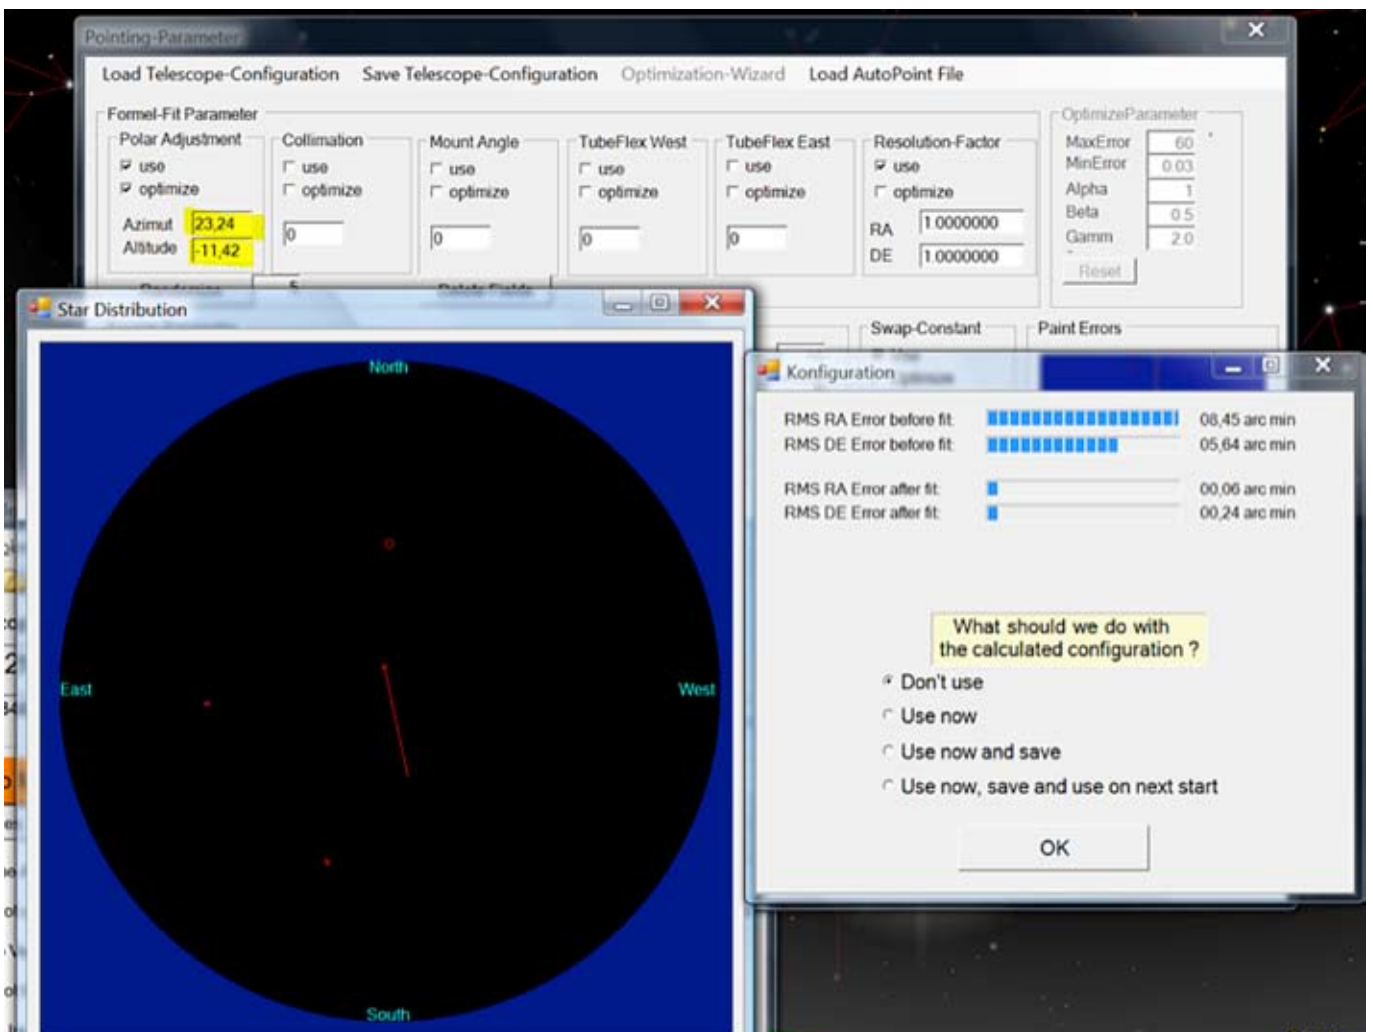 Pointing-Parameter
Load Telescope-Configuration Save Telescope-Configuration Optimization-Wizard Load AutoPoint File
Formel-Fit Parameter
OptimizeParameter
Polar Adjustment Collimation Mount Angle TubeFlex West TubeFlex East Resolution-Factor
use use use use use use
optimize optimize optimize optimize optimize optimize
MaxError 60
MinError 0.03
Alpha 1
Beta 0.5
Gamm 2.0
Reset
Azimut 23,24
Altitude -11,42
0 0 0 0
RA 1.0000000
DE 1.0000000
5 Delete Fields
Swap-Constant Paint Errors
Star Distribution
North
East
West
South
Konfiguration
RMS RA Error before fit: 08,45 arc min
RMS DE Error before fit: 05,64 arc min
RMS RA Error after fit: 00,06 arc min
RMS DE Error after fit: 00,24 arc min
What should we do with
the calculated configuration ?
Don't use
Use now
Use now and save
Use now, save and use on next start
OK